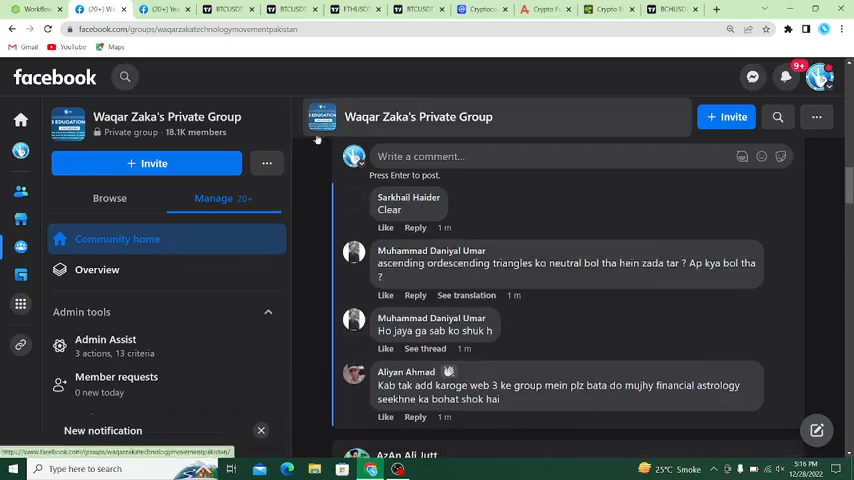 Workflow
(20+) Wa
(20+) Yea
BTCUSDT
BTCUSDT
ETHUSDT
BTCUSDT
Cryptocu
Crypto Fe
Crypto B
BCHUSDT
facebook.com/groups/waqarzakatechnologymovementpakistan
Gmail
YouTube
Maps
facebook
9+
EDUCATION
Waqar Zaka's Private Group
Private group · 18.1K members
+ Invite
Browse
Manage 20+
Community home
Overview
Admin tools
Admin Assist
3 actions, 13 criteria
Member requests
0 new today
New notification
https://www.facebook.com/groups/waqarzakatechnologymovementpakistan/
EDUCATION
Waqar Zaka's Private Group
+ Invite
Write a comment…
Press Enter to post.
Sarkhail Haider
Clear
Like Reply 1 m
Muhammad Daniyal Umar
ascending ordescending triangles ko neutral bol tha hein zada tar ? Ap kya bol tha
?
Like Reply See translation 1 m
Muhammad Daniyal Umar
Ho jaya ga sab ko shuk h
Like See thread 1 m
Aliyan Ahmad
Kab tak add karoge web 3 ke group mein plz bata do mujhy financial astrology
seekhne ka bohat shok hai
Like Reply 1 m
AzAn Ali Jutt
Type here to search
25°C Smoke
5:16 PM
12/28/2022